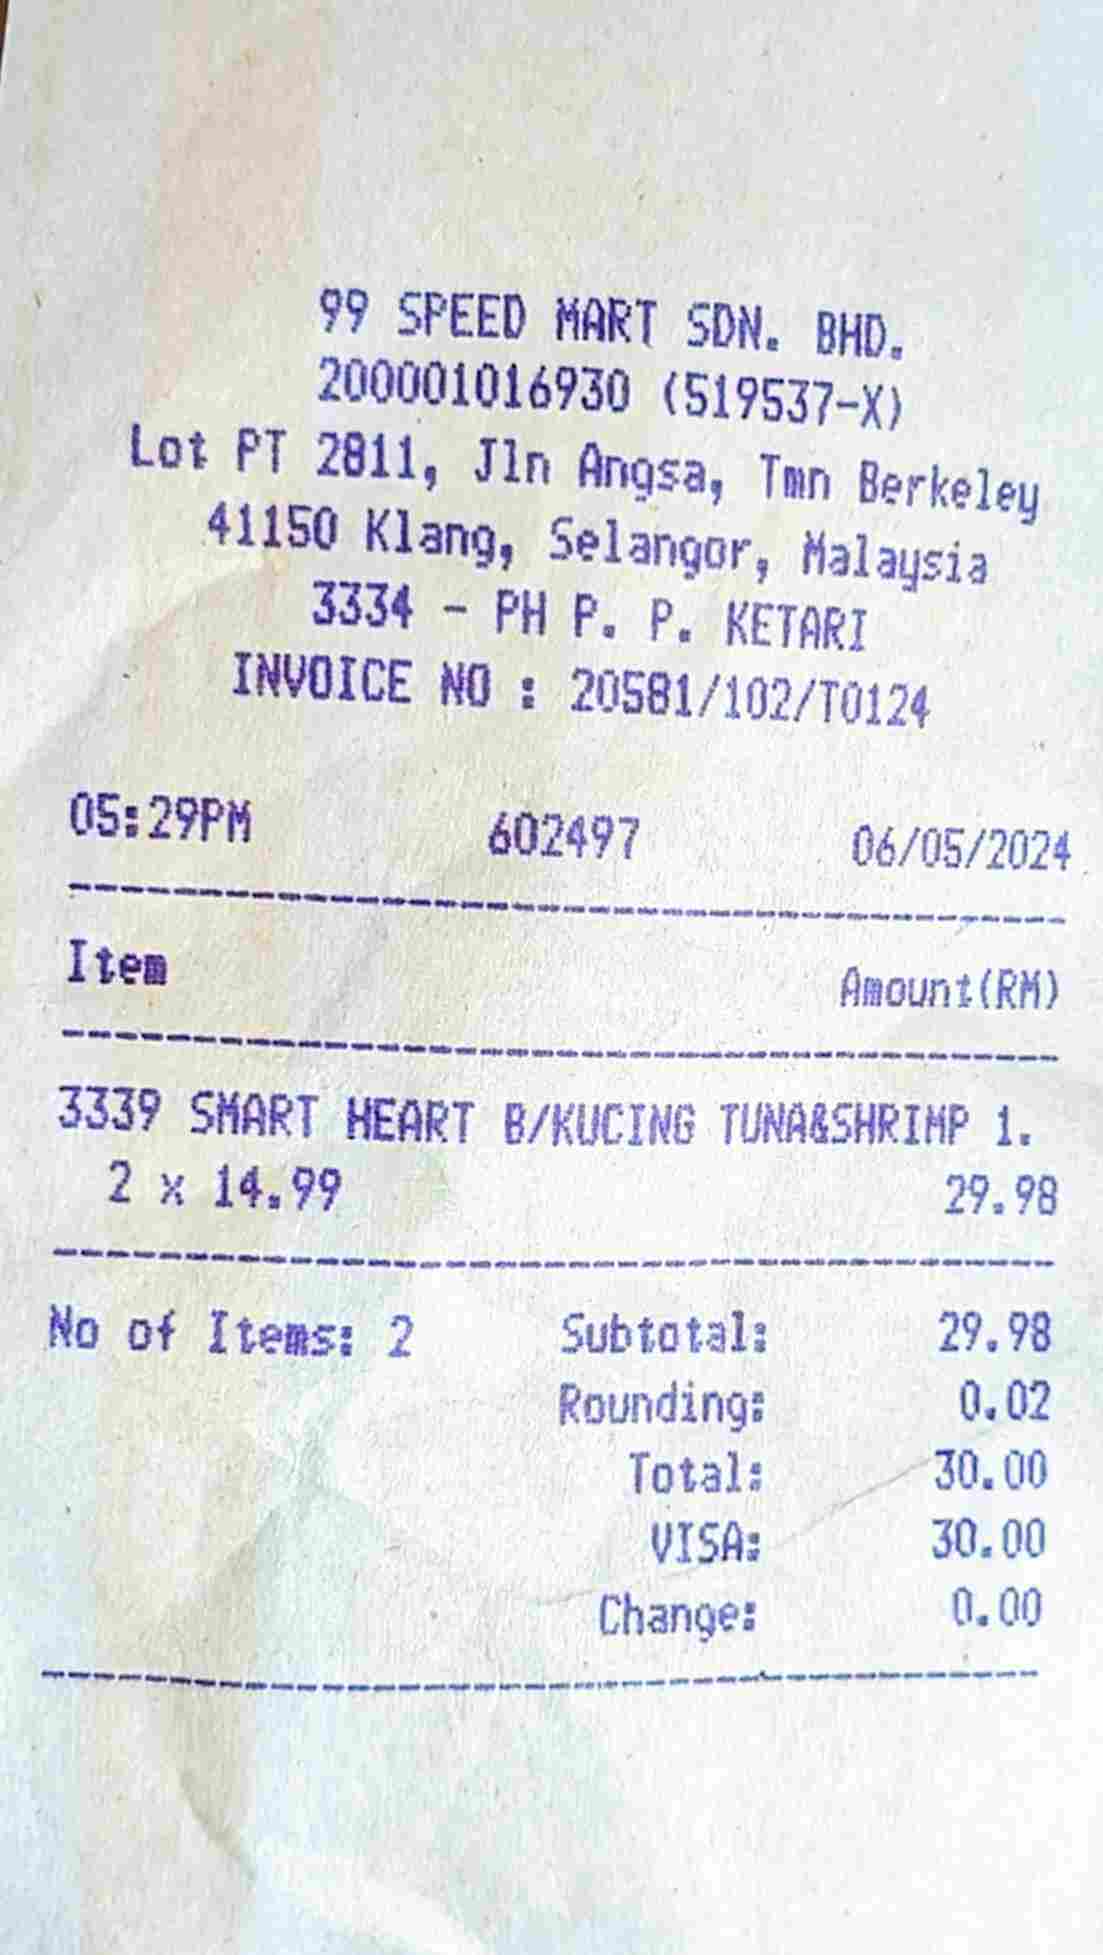 99 SPEED MART SDN. BHD.
200001016930 (519537-X)
Lot PT 2811, Jln Angsa, Tmn Berkeley
41150 Klang, Selangor, Malaysia
3334 - PH P. P. KETARI
INVOICE NO : 20581/102/T0124
05:29PM 602497 06/05/2024
Item Amount(RM)
3339 SMART HEART B/KUCING TUNA&SHRIMP 1.
2 x 14.99 29.98
No of Items: 2 Subtotal: 29.98
Rounding: 0.02
Total: 30.00
VISA: 30.00
Change: 0.00